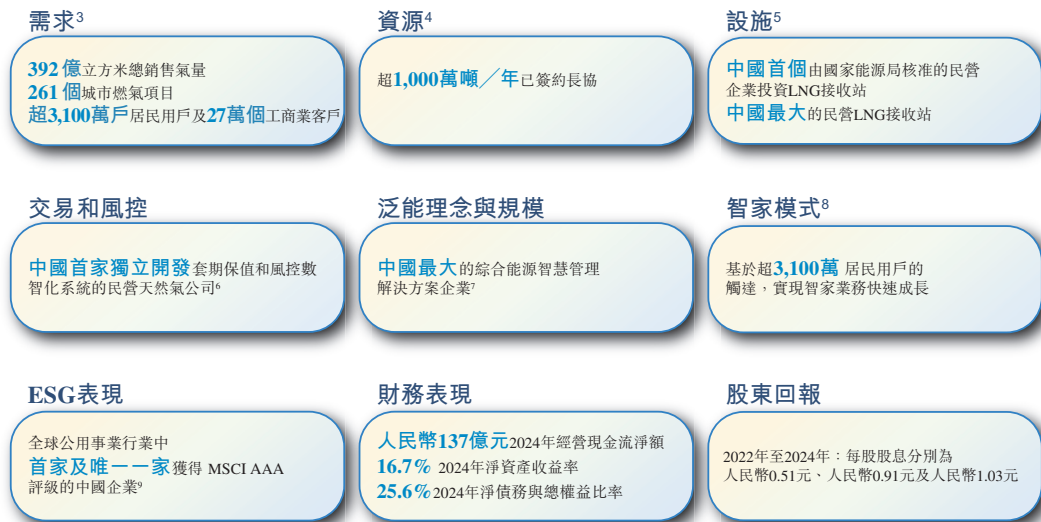 需求3
392億立方米總銷售氣量
261個城市燃氣項目
超3,100萬戶居民用戶及27萬個工商業客戶
資源4
超1,000萬噸／年已簽約長協
設施5
中國首個由國家能源局核准的民營
企業投資LNG接收站
中國最大的民營LNG接收站
交易和風控
中國首家獨立開發套期保值和風控數
智化系統的民營天然氣公司6
泛能理念與規模
中國最大的綜合能源智慧管理
解決方案企業7
智家模式8
基於超3,100萬 居民用戶的
觸達，實現智家業務快速成長
ESG表現
全球公用事業行業中
首家及唯一一家獲得 MSCI AAA
評級的中國企業9
財務表現
人民幣137億元2024年經營現金流淨額
16.7% 2024年淨資產收益率
25.6%2024年淨債務與總權益比率
股東回報
2022年至2024年：每股股息分別為
人民幣0.51元、人民幣0.91元及人民幣1.03元